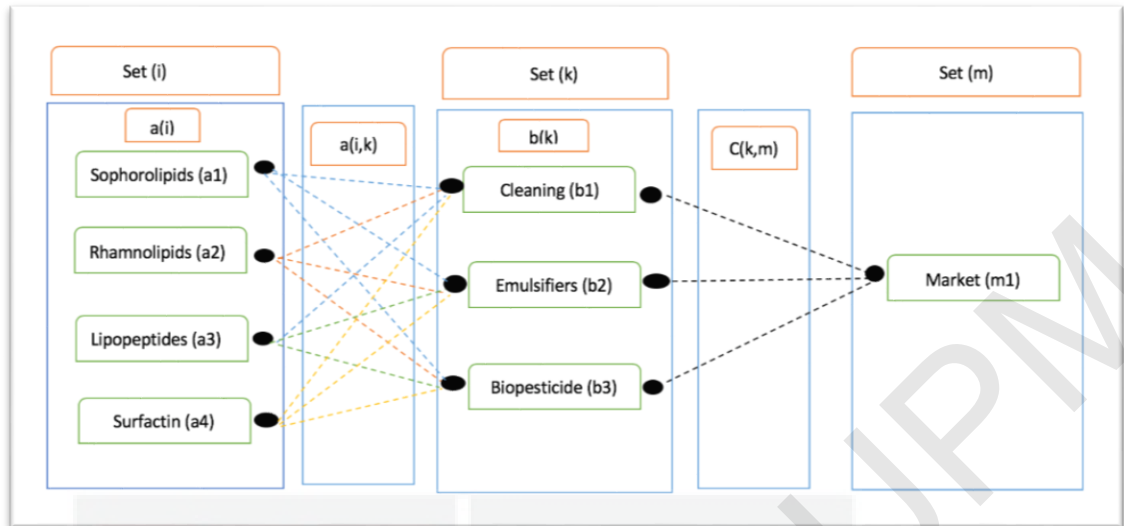 Set (i)
Set (k)
Set (m)
a(i)
a(i,k)
b(k)
C(k,m)
Sophorolipids (a1)
Cleaning (b1)
Rhamnolipids (a2)
Emulsifiers (b2)
Market (m1)
Lipopeptides (a3)
Biopesticide (b3)
Surfactin (a4)
UPM